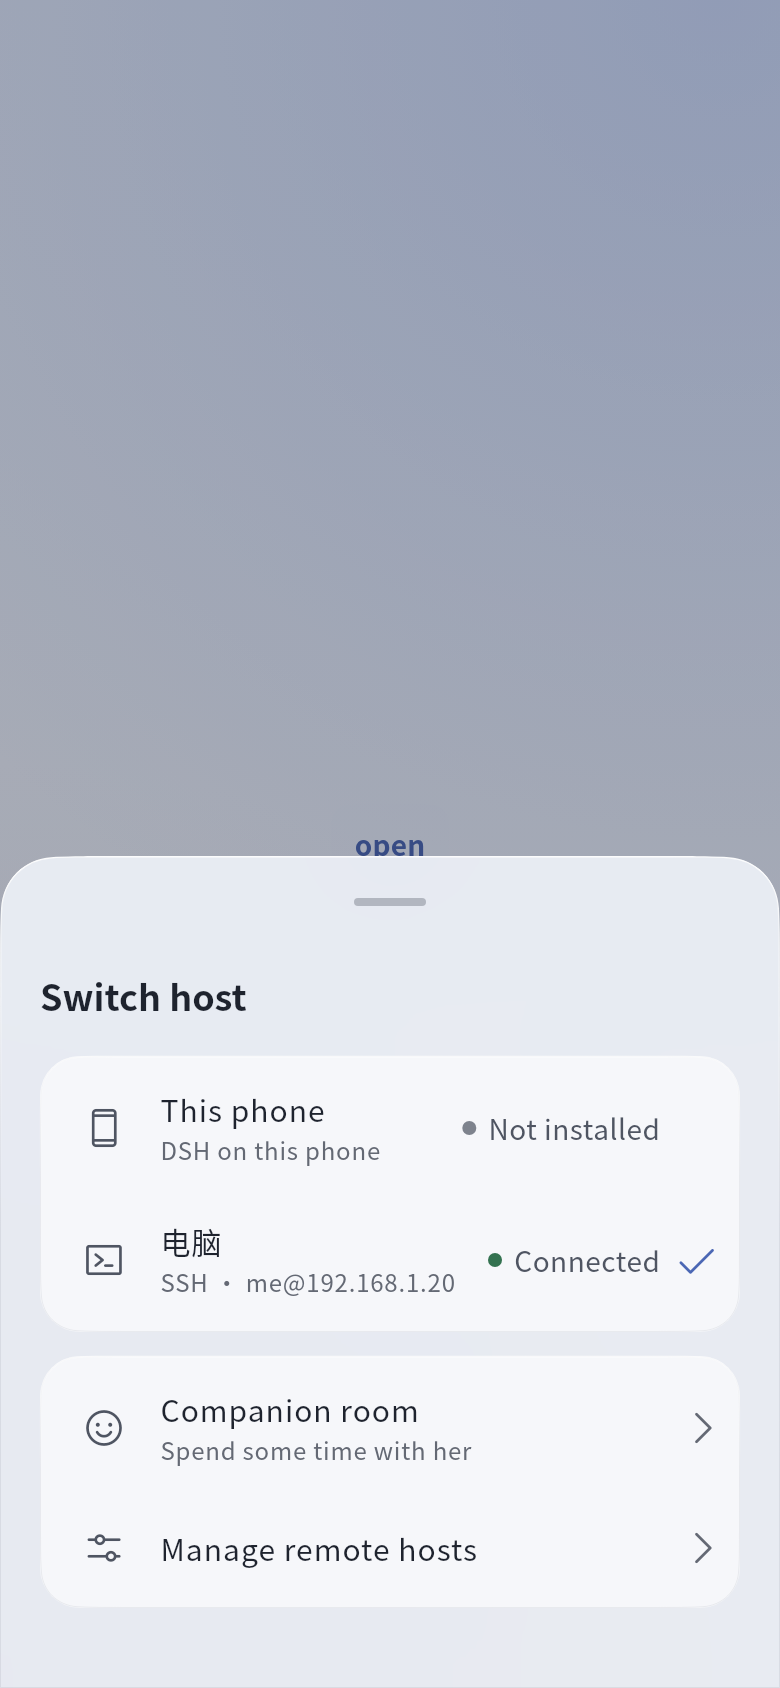 open
Switch host
This phone
DSH on this phone
Not installed
电脑
SSH · me@192.168.1.20
Connected
Companion room
Spend some time with her
Manage remote hosts